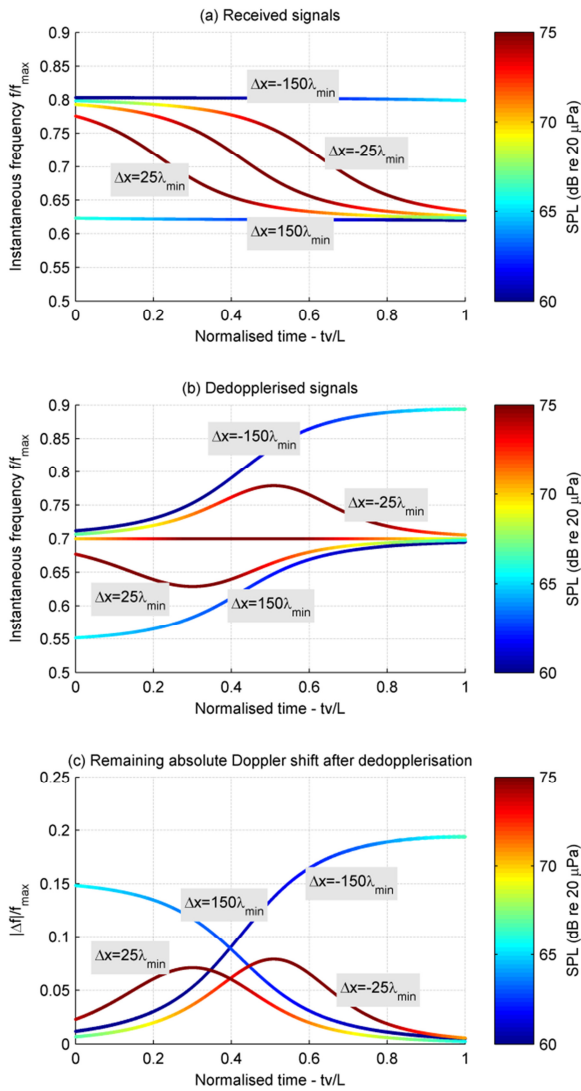 (a) Received signals
Instantaneous frequency f/f_max
0.9
0.85
0.8
0.75
0.7
0.65
0.6
0.55
0.5
Δx=-150λ_min
Δx=-25λ_min
Δx=25λ_min
Δx=150λ_min
0 0.2 0.4 0.6 0.8 1
Normalised time - tv/L
75
70
65
60
SPL (dB re 20 μPa)
(b) Dedopplerised signals
Instantaneous frequency f/f_max
0.9
0.85
0.8
0.75
0.7
0.65
0.6
0.55
0.5
Δx=-150λ_min
Δx=-25λ_min
Δx=25λ_min
Δx=150λ_min
0 0.2 0.4 0.6 0.8 1
Normalised time - tv/L
75
70
65
60
SPL (dB re 20 μPa)
(c) Remaining absolute Doppler shift after dedopplerisation
|Δf|/f_max
0.25
0.2
0.15
0.1
0.05
0
Δx=150λ_min
Δx=-150λ_min
Δx=25λ_min
Δx=-25λ_min
0 0.2 0.4 0.6 0.8 1
Normalised time - tv/L
75
70
65
60
SPL (dB re 20 μPa)